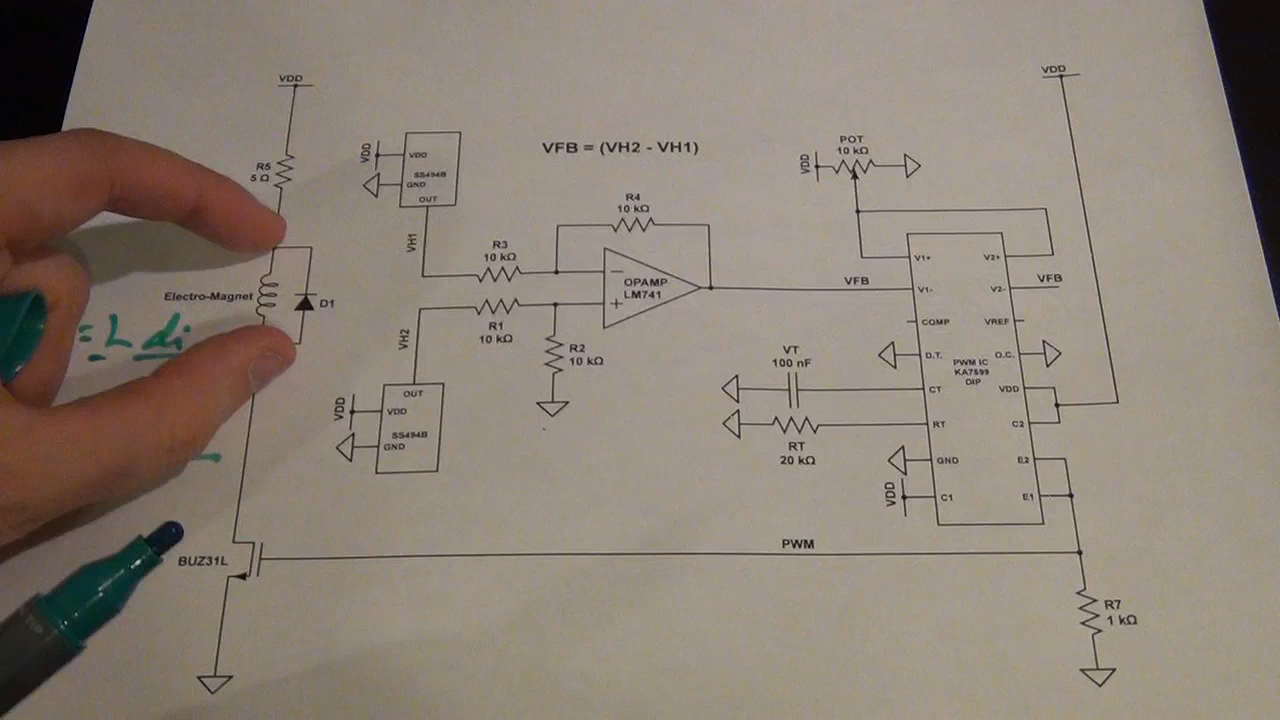 VDD
R5
5 Ω
Electro-Magnet
D1
= L di
BUZ31L
VDD
VDD
SS494B
GND
OUT
VH1
VFB = (VH2 - VH1)
R4
10 kΩ
R3
10 kΩ
OPAMP
LM741
−
+
R1
10 kΩ
R2
10 kΩ
VH2
OUT
VDD
VDD
SS494B
GND
POT
10 kΩ
VDD
VDD
VFB
VFB
V1+
V1-
COMP
D.T.
CT
RT
GND
C1
V2+
V2-
VREF
O.C.
VDD
C2
E2
E1
PWM IC
KA7599
DIP
VT
100 nF
RT
20 kΩ
VDD
PWM
R7
1 kΩ